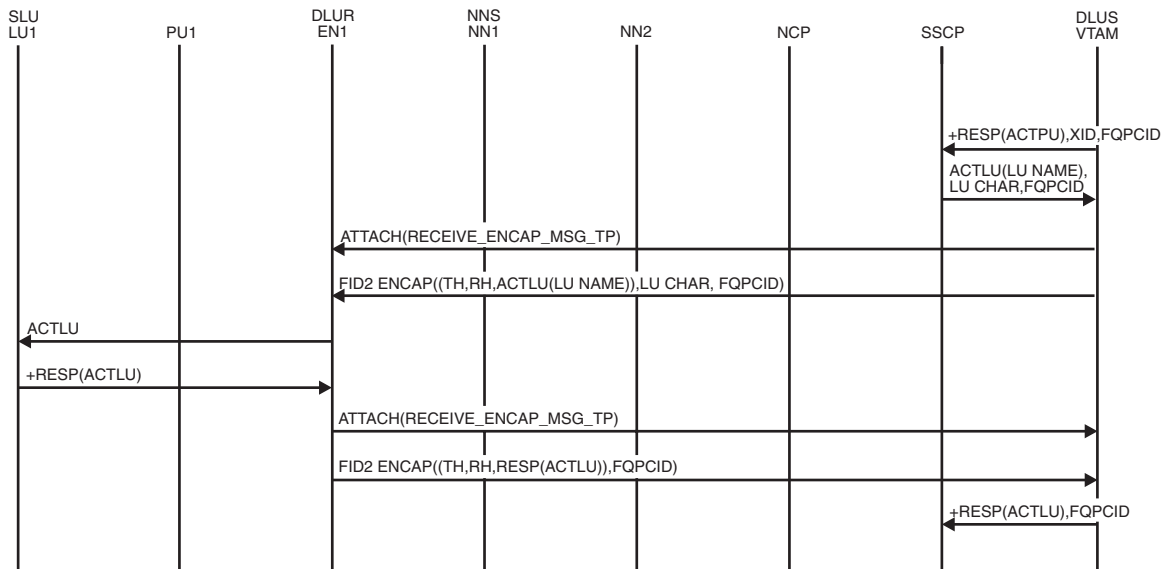 SLU
LU1
PU1
DLUR
EN1
NNS
NN1
NN2
NCP
SSCP
DLUS
VTAM
+RESP(ACTPU),XID,FQPCID
ACTLU(LU NAME),
LU CHAR,FQPCID
ATTACH(RECEIVE_ENCAP_MSG_TP)
FID2 ENCAP((TH,RH,ACTLU(LU NAME)),LU CHAR, FQPCID)
ACTLU
+RESP(ACTLU)
ATTACH(RECEIVE_ENCAP_MSG_TP)
FID2 ENCAP((TH,RH,RESP(ACTLU)),FQPCID)
+RESP(ACTLU),FQPCID